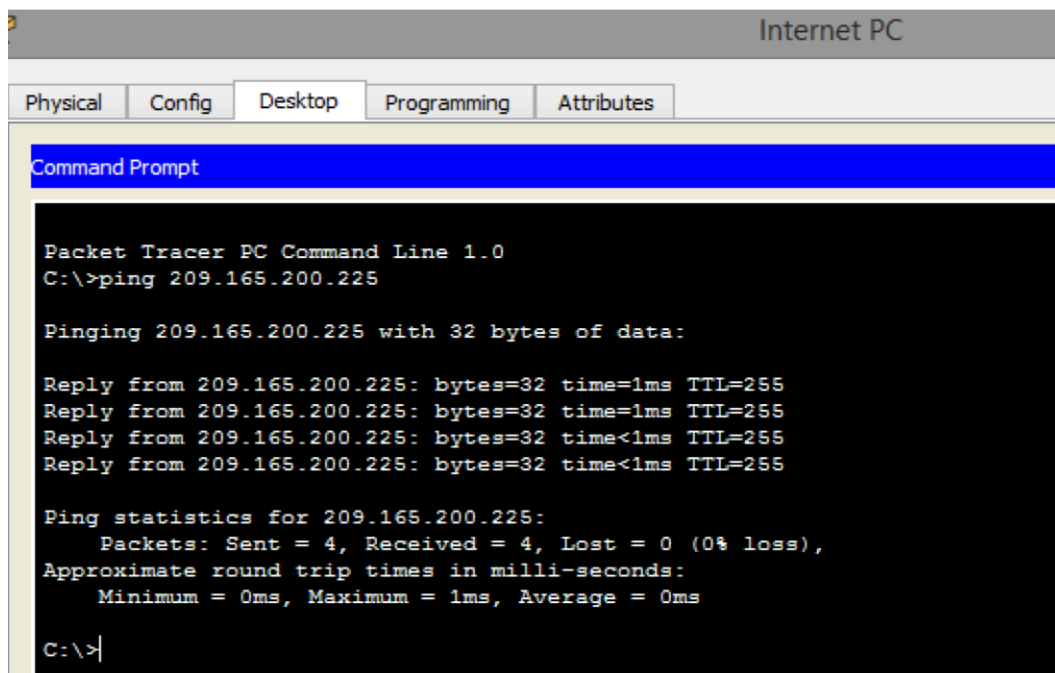 Internet PC
Physical Config Desktop Programming Attributes
Command Prompt
Packet Tracer PC Command Line 1.0
C:\>ping 209.165.200.225
Pinging 209.165.200.225 with 32 bytes of data:
Reply from 209.165.200.225: bytes=32 time=1ms TTL=255
Reply from 209.165.200.225: bytes=32 time=1ms TTL=255
Reply from 209.165.200.225: bytes=32 time<1ms TTL=255
Reply from 209.165.200.225: bytes=32 time<1ms TTL=255
Ping statistics for 209.165.200.225:
Packets: Sent = 4, Received = 4, Lost = 0 (0% loss),
Approximate round trip times in milli-seconds:
Minimum = 0ms, Maximum = 1ms, Average = 0ms
C:\>